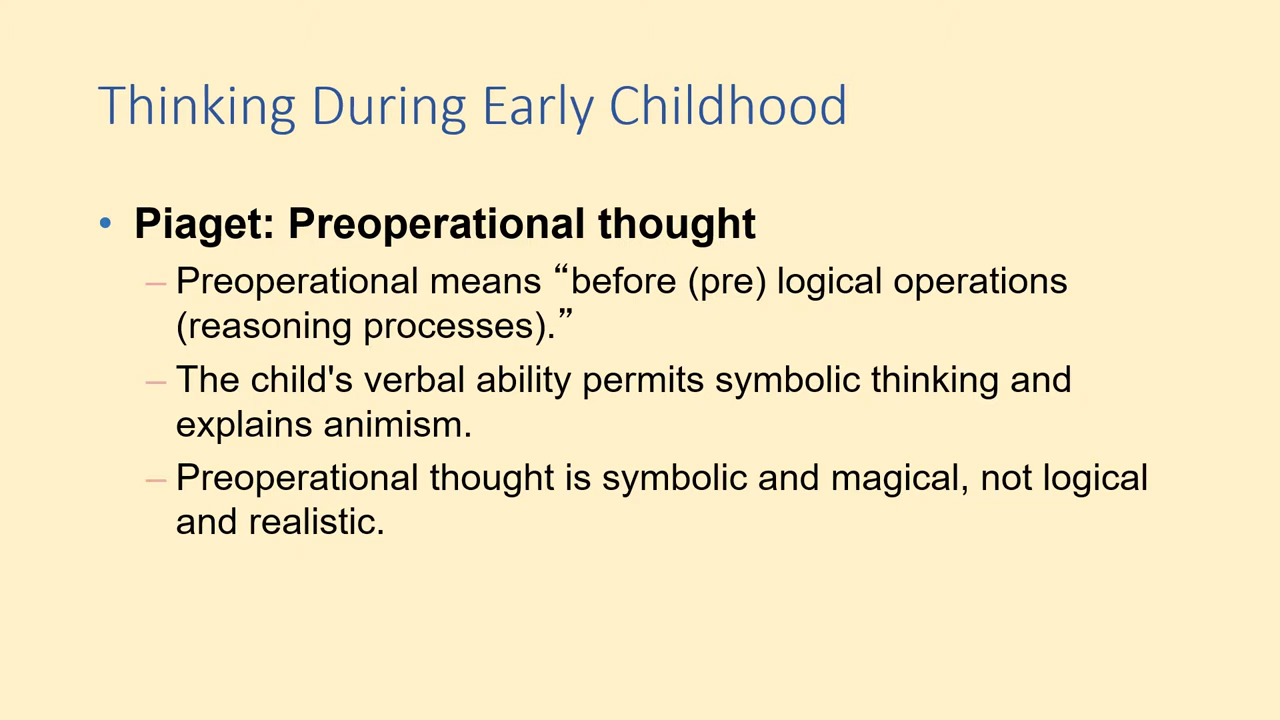 Thinking During Early Childhood
• Piaget: Preoperational thought
– Preoperational means “before (pre) logical operations
(reasoning processes).”
– The child's verbal ability permits symbolic thinking and
explains animism.
– Preoperational thought is symbolic and magical, not logical
and realistic.